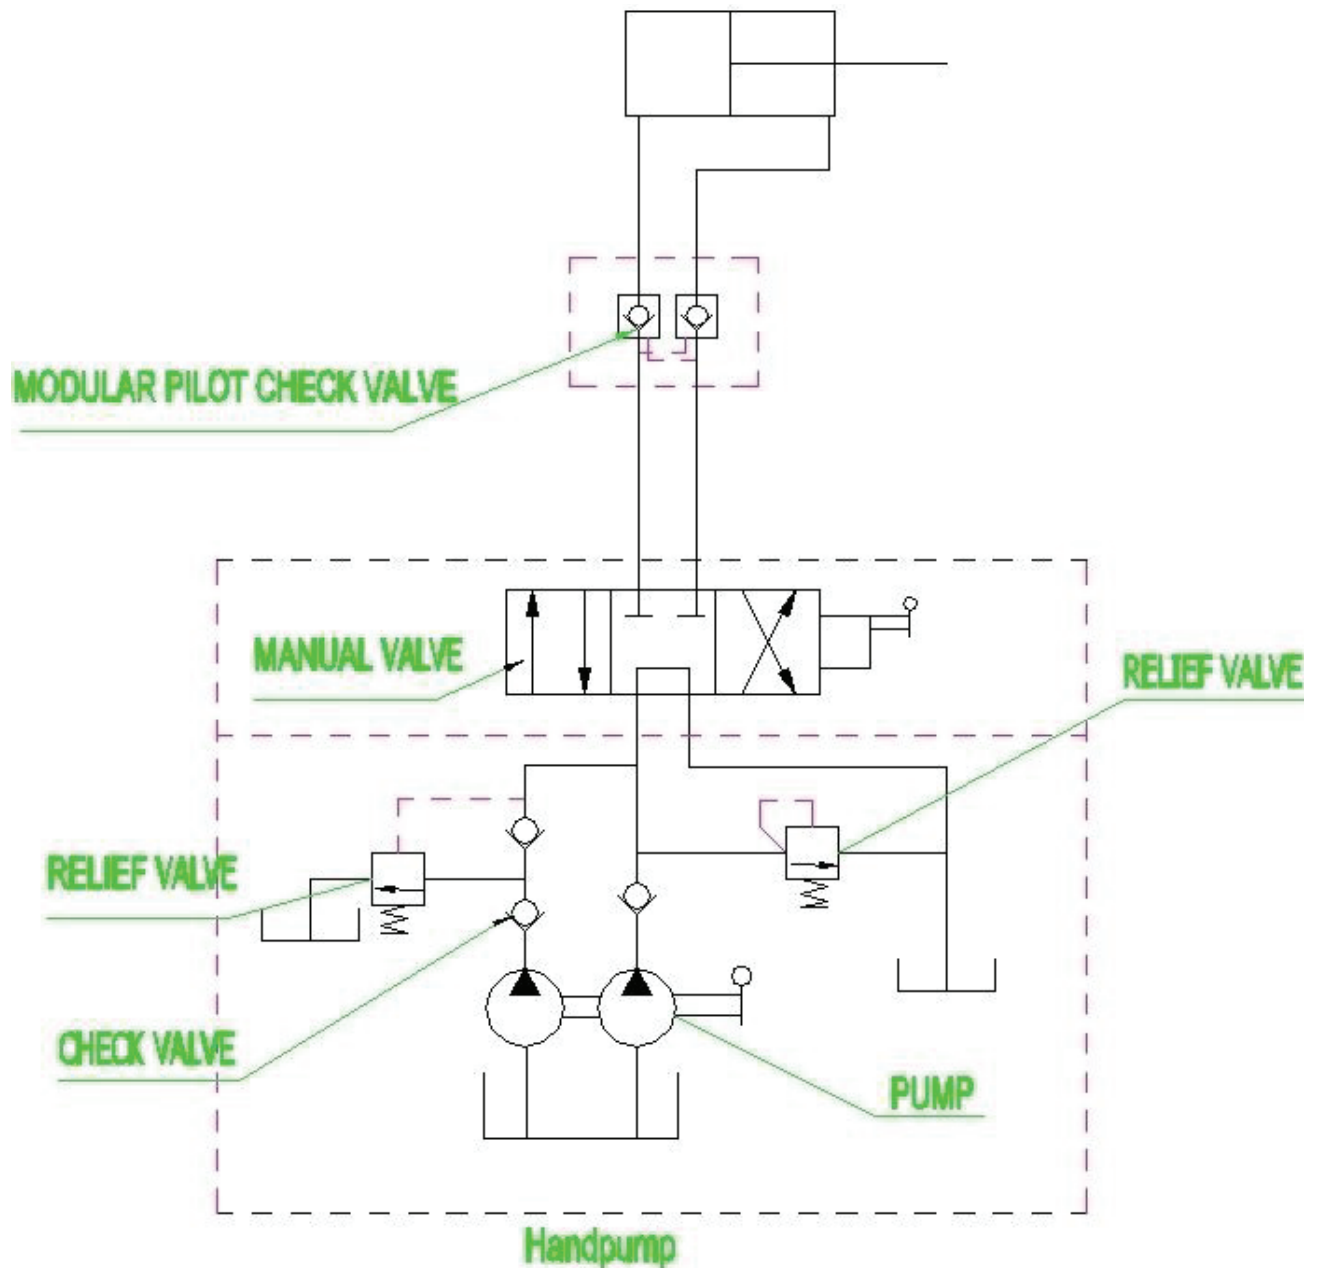 MODULAR PILOT CHECK VALVE
MANUAL VALVE
RELIEF VALVE
RELIEF VALVE
CHECK VALVE
PUMP
Handpump